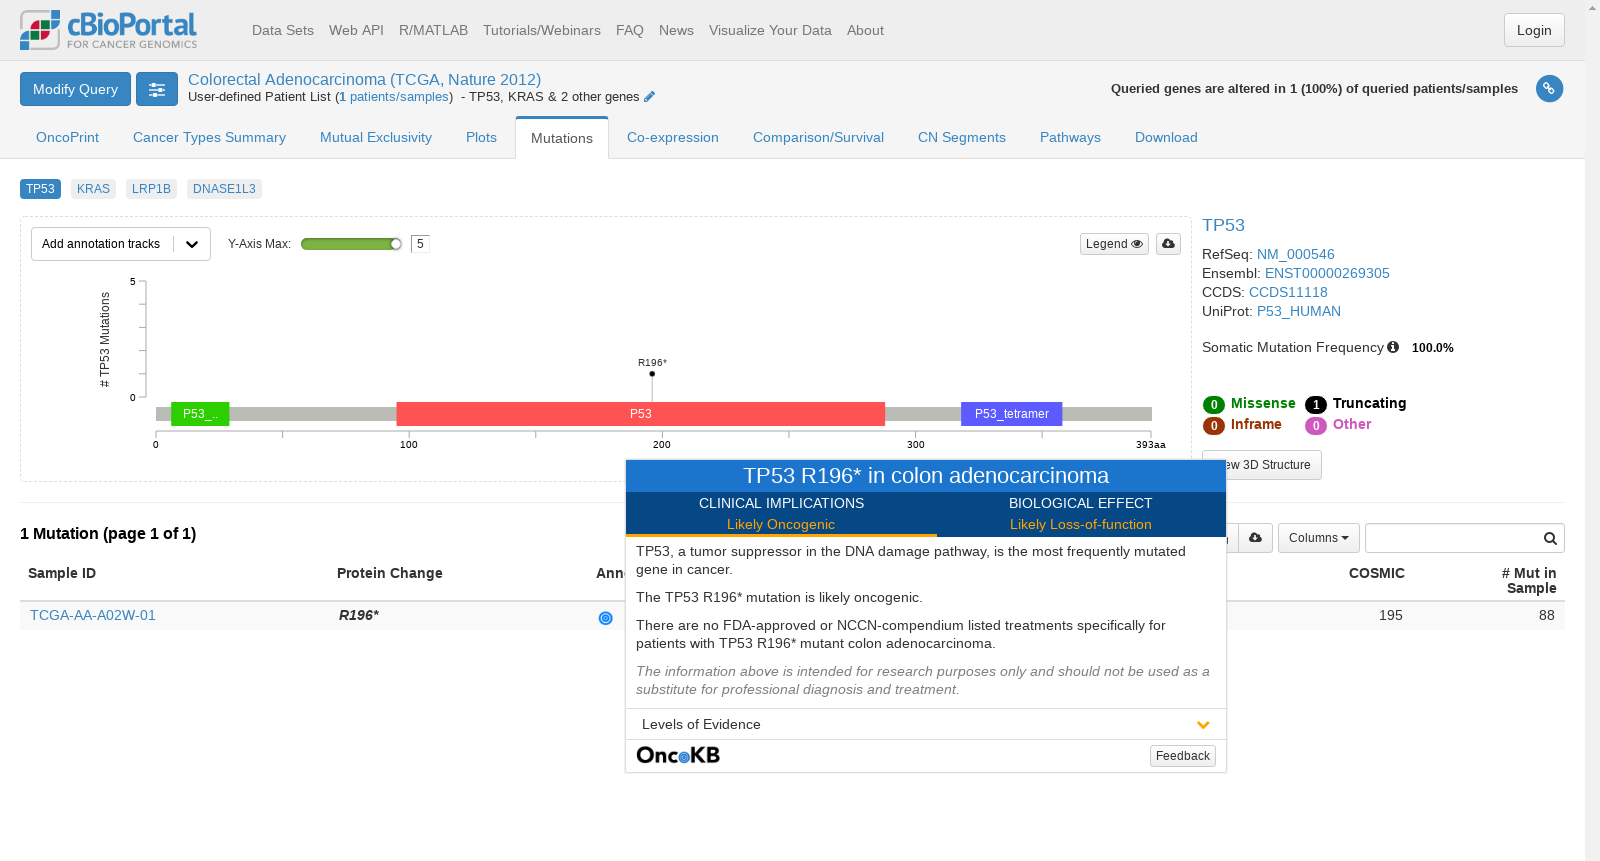 cBioPortal
FOR CANCER GENOMICS
Data Sets Web API R/MATLAB Tutorials/Webinars FAQ News Visualize Your Data About
Login
Modify Query
Colorectal Adenocarcinoma (TCGA, Nature 2012)
User-defined Patient List (1 patients/samples) - TP53, KRAS & 2 other genes
Queried genes are altered in 1 (100%) of queried patients/samples
OncoPrint Cancer Types Summary Mutual Exclusivity Plots Mutations Co-expression Comparison/Survival CN Segments Pathways Download
TP53 KRAS LRP1B DNASE1L3
Add annotation tracks
Y-Axis Max: 5
Legend
5
# TP53 Mutations
0
R196*
P53_.. P53 P53_tetramer
0 100 200 300 393aa
TP53
RefSeq: NM_000546
Ensembl: ENST00000269305
CCDS: CCDS11118
UniProt: P53_HUMAN
Somatic Mutation Frequency 100.0%
0 Missense 1 Truncating
0 Inframe 0 Other
3D Structure
TP53 R196* in colon adenocarcinoma
CLINICAL IMPLICATIONS BIOLOGICAL EFFECT
Likely Oncogenic Likely Loss-of-function
TP53, a tumor suppressor in the DNA damage pathway, is the most frequently mutated
gene in cancer.
The TP53 R196* mutation is likely oncogenic.
There are no FDA-approved or NCCN-compendium listed treatments specifically for
patients with TP53 R196* mutant colon adenocarcinoma.
The information above is intended for research purposes only and should not be used as a
substitute for professional diagnosis and treatment.
Levels of Evidence
OncoKB
Feedback
1 Mutation (page 1 of 1)
Columns
Sample ID Protein Change COSMIC # Mut in
Sample
TCGA-AA-A02W-01 R196* 195 88